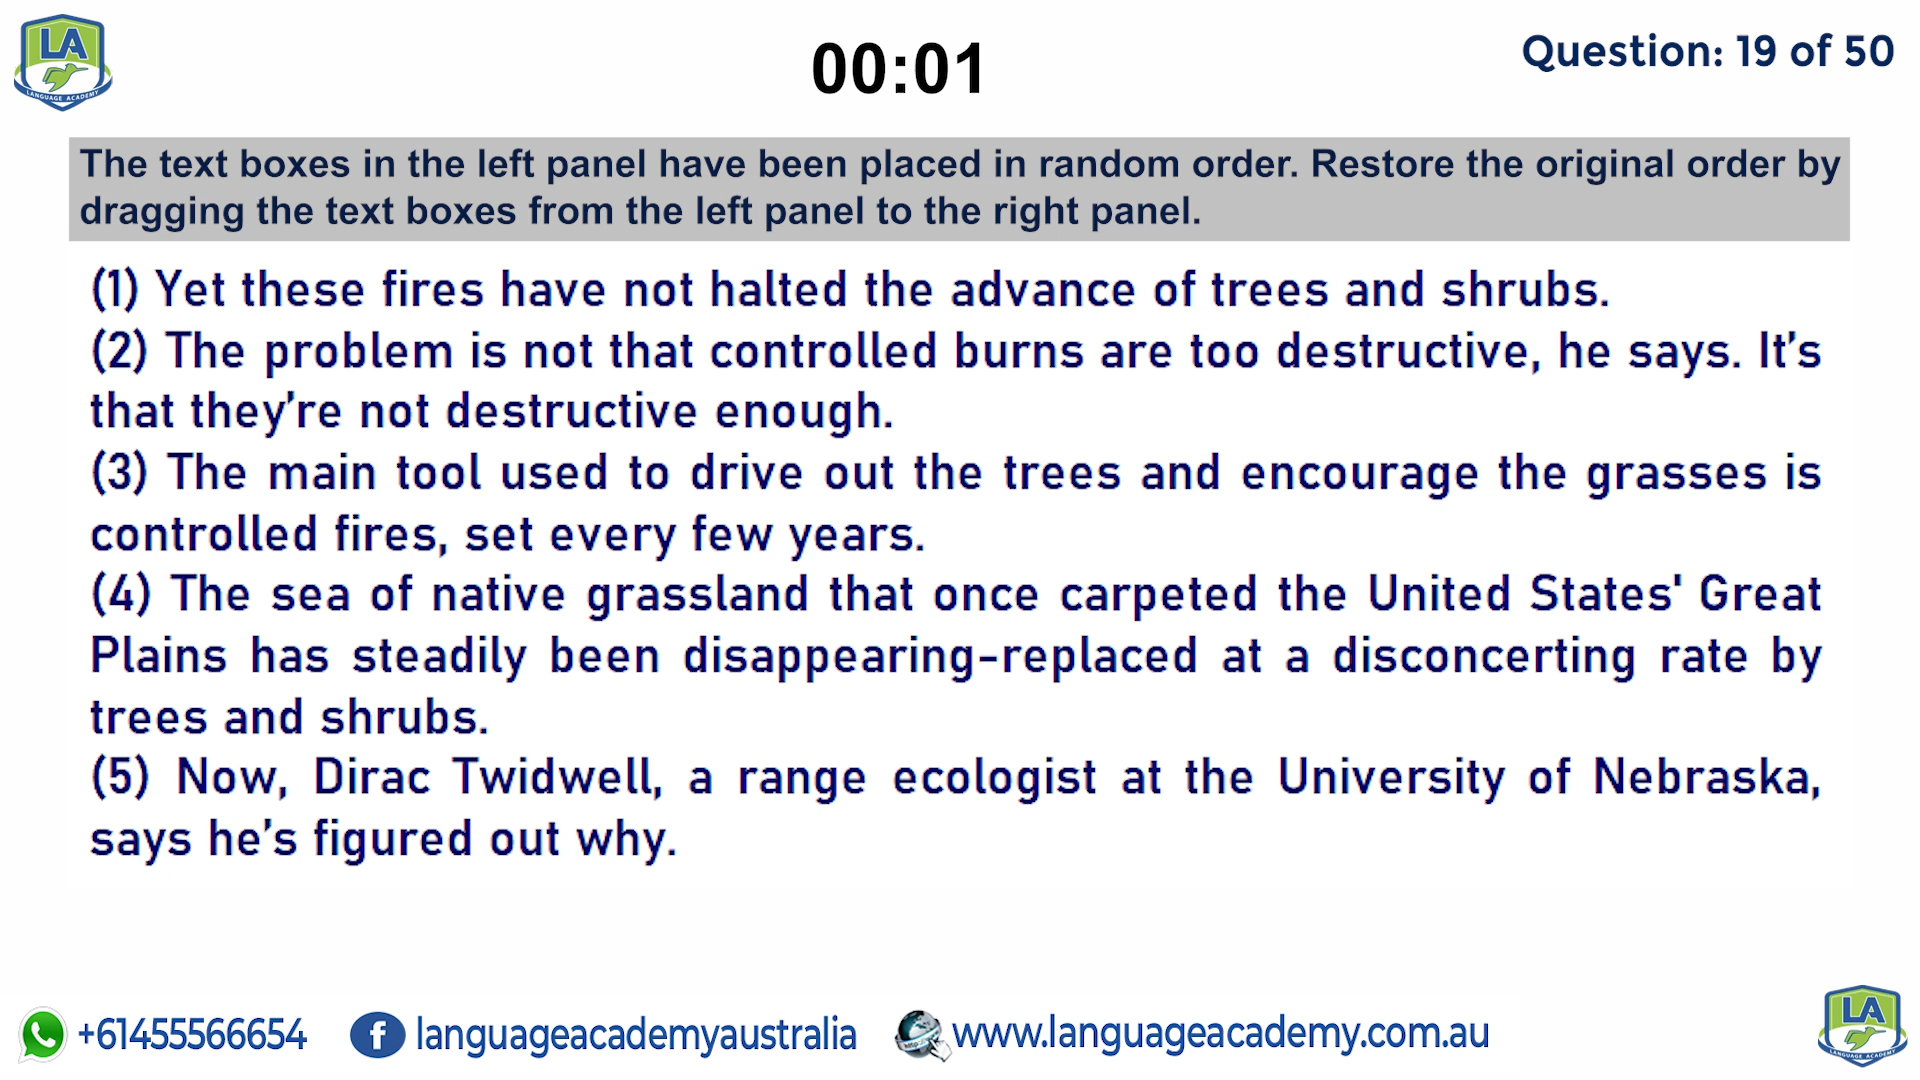 LA
LANGUAGE ACADEMY
00:01
Question: 19 of 50
The text boxes in the left panel have been placed in random order. Restore the original order by
dragging the text boxes from the left panel to the right panel.
(1) Yet these fires have not halted the advance of trees and shrubs.
(2) The problem is not that controlled burns are too destructive, he says. It's
that they're not destructive enough.
(3) The main tool used to drive out the trees and encourage the grasses is
controlled fires, set every few years.
(4) The sea of native grassland that once carpeted the United States' Great
Plains has steadily been disappearing-replaced at a disconcerting rate by
trees and shrubs.
(5) Now, Dirac Twidwell, a range ecologist at the University of Nebraska,
says he's figured out why.
+61455566654
f
languageacademyaustralia
www.languageacademy.com.au
LA
LANGUAGE ACADEMY